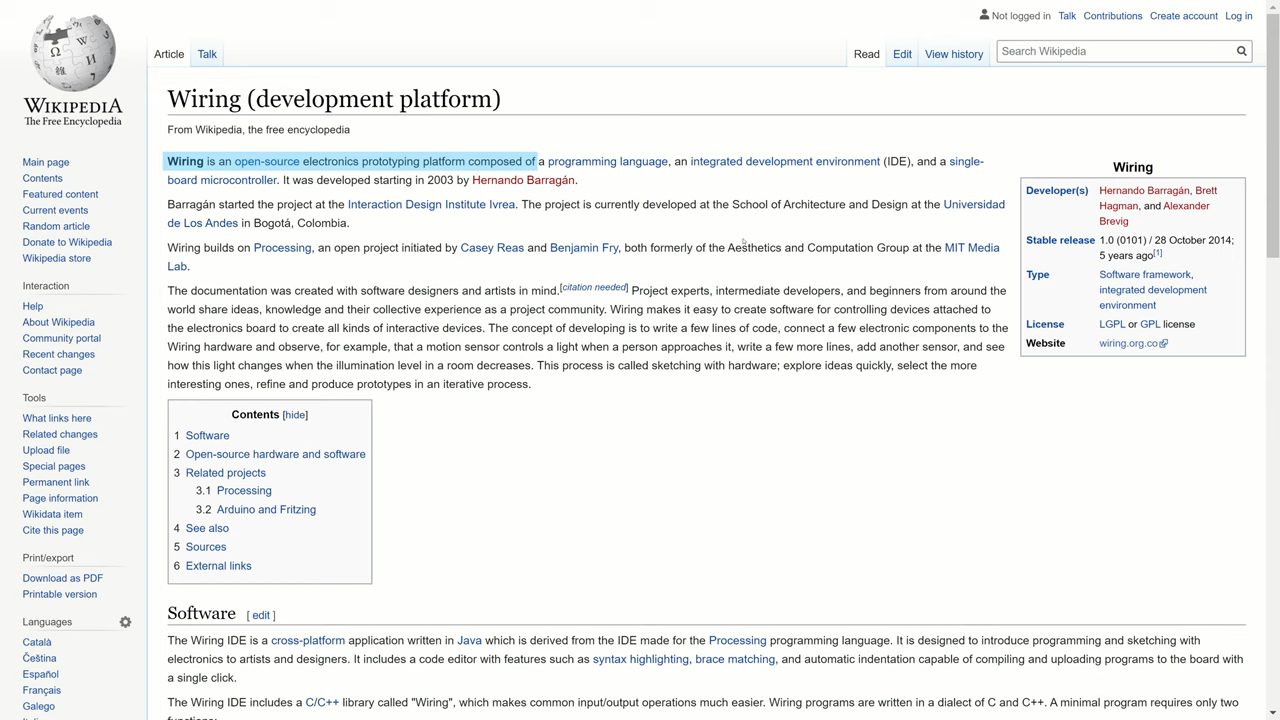 Not logged in Talk Contributions Create account Log in
Article Talk Read Edit View history Search Wikipedia
WIKIPEDIA
The Free Encyclopedia
Main page
Contents
Featured content
Current events
Random article
Donate to Wikipedia
Wikipedia store
Interaction
Help
About Wikipedia
Community portal
Recent changes
Contact page
Tools
What links here
Related changes
Upload file
Special pages
Permanent link
Page information
Wikidata item
Cite this page
Print/export
Download as PDF
Printable version
Languages
Català
Čeština
Español
Français
Galego
Wiring (development platform)
From Wikipedia, the free encyclopedia
Wiring is an open-source electronics prototyping platform composed of a programming language, an integrated development environment (IDE), and a single-
board microcontroller. It was developed starting in 2003 by Hernando Barragán.
Barragán started the project at the Interaction Design Institute Ivrea. The project is currently developed at the School of Architecture and Design at the Universidad
de Los Andes in Bogotá, Colombia.
Wiring builds on Processing, an open project initiated by Casey Reas and Benjamin Fry, both formerly of the Aesthetics and Computation Group at the MIT Media
Lab.
The documentation was created with software designers and artists in mind.[citation needed] Project experts, intermediate developers, and beginners from around the
world share ideas, knowledge and their collective experience as a project community. Wiring makes it easy to create software for controlling devices attached to
the electronics board to create all kinds of interactive devices. The concept of developing is to write a few lines of code, connect a few electronic components to the
Wiring hardware and observe, for example, that a motion sensor controls a light when a person approaches it, write a few more lines, add another sensor, and see
how this light changes when the illumination level in a room decreases. This process is called sketching with hardware; explore ideas quickly, select the more
interesting ones, refine and produce prototypes in an iterative process.
Wiring
Developer(s) Hernando Barragán, Brett
Hagman, and Alexander
Brevig
Stable release 1.0 (0101) / 28 October 2014;
5 years ago[1]
Type Software framework,
integrated development
environment
License LGPL or GPL license
Website wiring.org.co
Contents [hide]
1 Software
2 Open-source hardware and software
3 Related projects
3.1 Processing
3.2 Arduino and Fritzing
4 See also
5 Sources
6 External links
Software [ edit ]
The Wiring IDE is a cross-platform application written in Java which is derived from the IDE made for the Processing programming language. It is designed to introduce programming and sketching with
electronics to artists and designers. It includes a code editor with features such as syntax highlighting, brace matching, and automatic indentation capable of compiling and uploading programs to the board with
a single click.
The Wiring IDE includes a C/C++ library called "Wiring", which makes common input/output operations much easier. Wiring programs are written in a dialect of C and C++. A minimal program requires only two
functions: